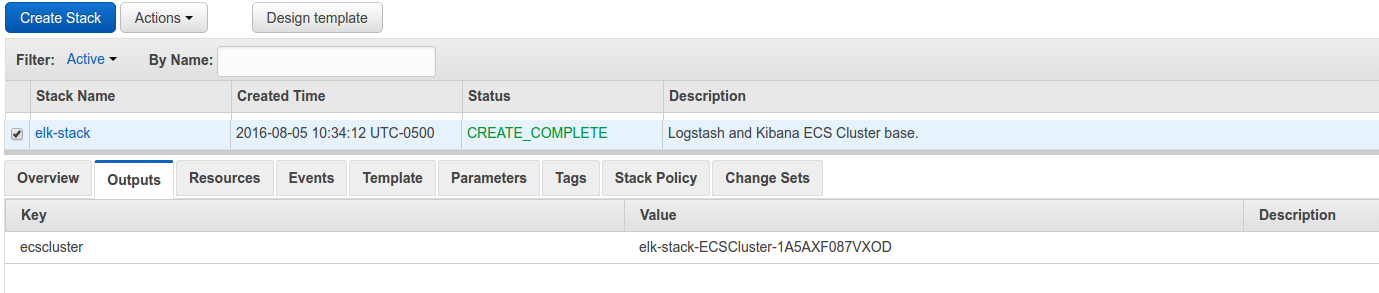 Create Stack Actions Design template
Filter: Active By Name:
Stack Name Created Time Status Description
elk-stack 2016-08-05 10:34:12 UTC-0500 CREATE_COMPLETE Logstash and Kibana ECS Cluster base.
Overview Outputs Resources Events Template Parameters Tags Stack Policy Change Sets
Key Value Description
ecscluster elk-stack-ECSCluster-1A5AXF087VXOD